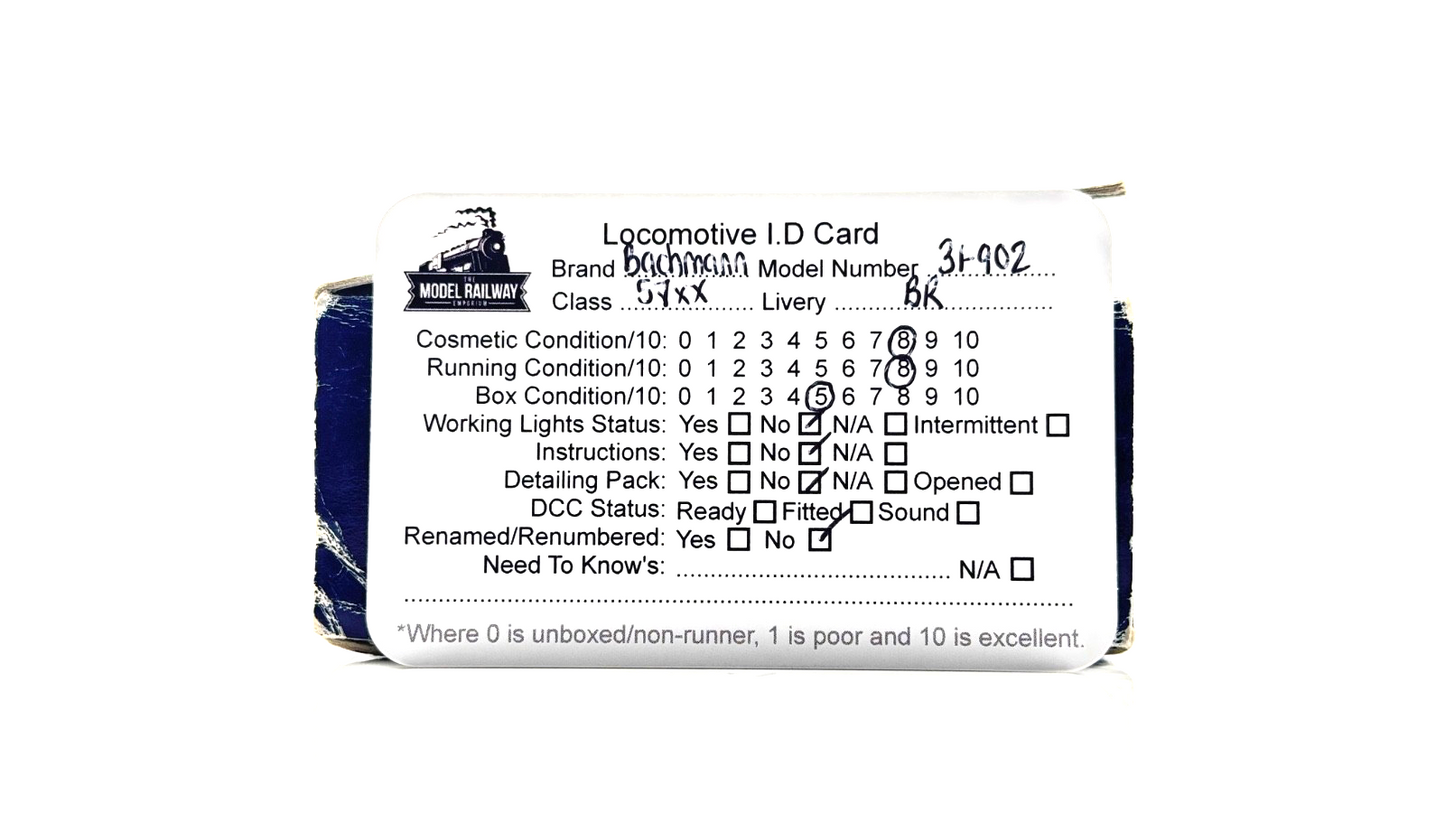 THE
MODEL RAILWAY
EMPORIUM
Locomotive I.D Card
Brand Bachmann Model Number 31-902
Class 57xx Livery BR
Cosmetic Condition/10: 0 1 2 3 4 5 6 7 8 9 10
Running Condition/10: 0 1 2 3 4 5 6 7 8 9 10
Box Condition/10: 0 1 2 3 4 5 6 7 8 9 10
Working Lights Status: Yes No N/A Intermittent
Instructions: Yes No N/A
Detailing Pack: Yes No N/A Opened
DCC Status: Ready Fitted Sound
Renamed/Renumbered: Yes No
Need To Know's: N/A
*Where 0 is unboxed/non-runner, 1 is poor and 10 is excellent.